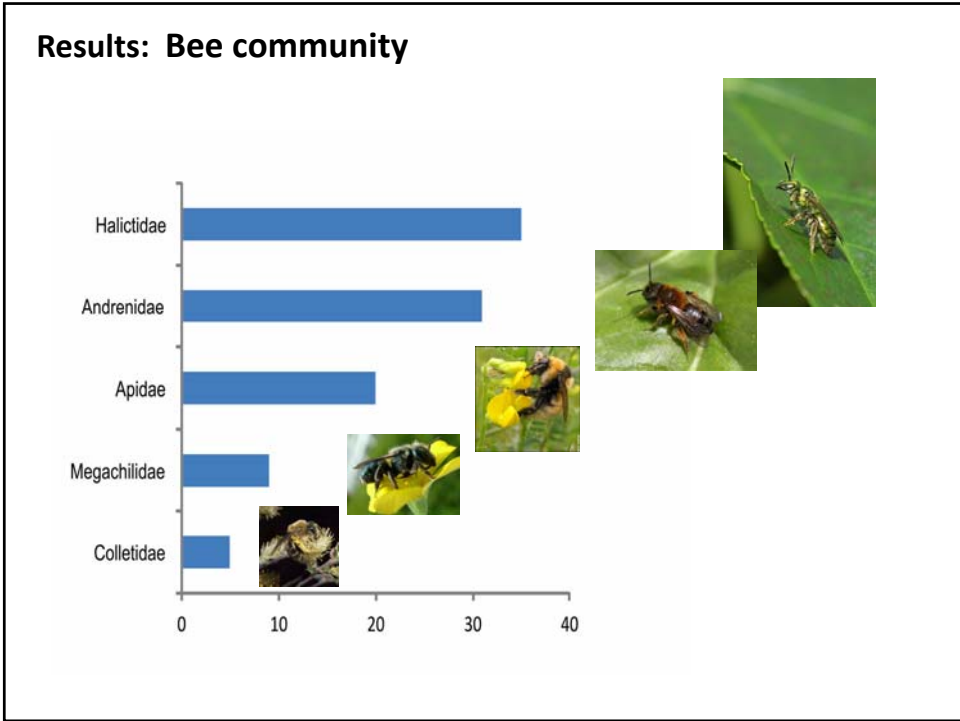 Results: Bee community
Halictidae
Andrenidae
Apidae
Megachilidae
Colletidae
0 10 20 30 40